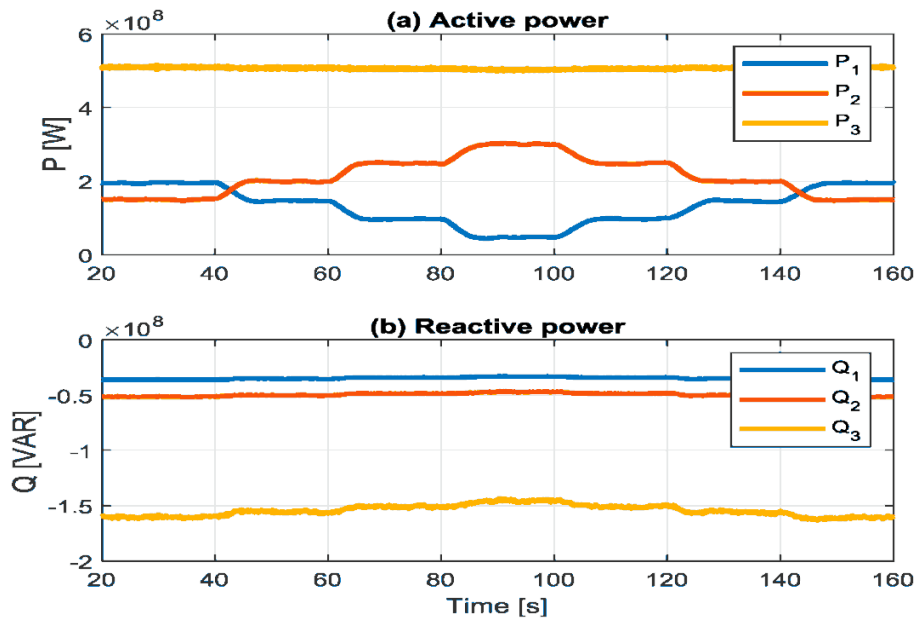 (a) Active power
×10⁸
6
4
2
0
P [W]
P₁
P₂
P₃
20 40 60 80 100 120 140 160
(b) Reactive power
×10⁸
0
-0.5
-1
-1.5
-2
Q [VAR]
Q₁
Q₂
Q₃
20 40 60 80 100 120 140 160
Time [s]